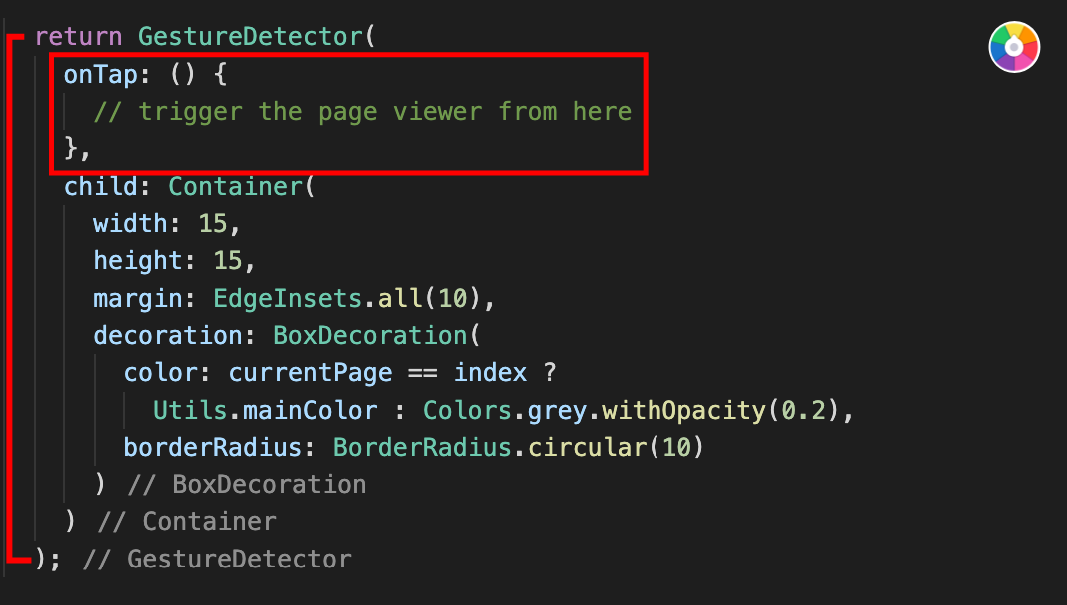 return GestureDetector(
onTap: () {
// trigger the page viewer from here
},
child: Container(
width: 15,
height: 15,
margin: EdgeInsets.all(10),
decoration: BoxDecoration(
color: currentPage == index ?
Utils.mainColor : Colors.grey.withOpacity(0.2),
borderRadius: BorderRadius.circular(10)
) // BoxDecoration
) // Container
); // GestureDetector